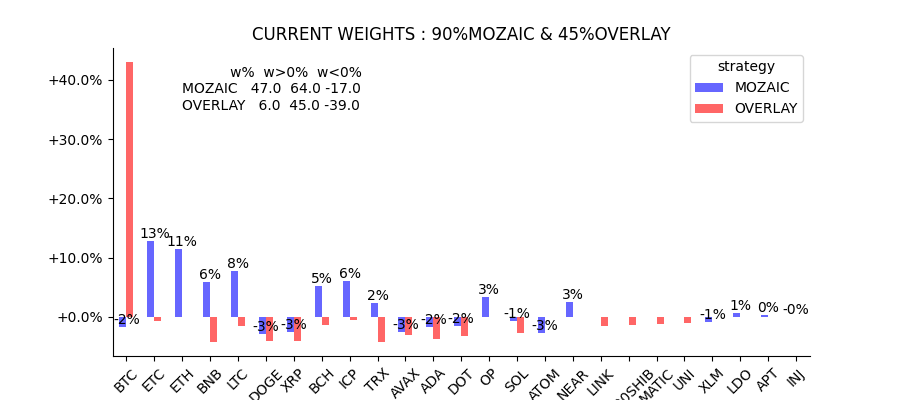 CURRENT WEIGHTS : 90%MOZAIC & 45%OVERLAY
w% w>0% w<0%
MOZAIC 47.0 64.0 -17.0
OVERLAY 6.0 45.0 -39.0
strategy
MOZAIC
OVERLAY
+40.0%
+30.0%
+20.0%
+10.0%
+0.0%
-2%
13%
11%
6%
8%
-3%
-3%
5%
6%
2%
-3%
-2%
-2%
3%
-1%
-3%
3%
-1%
1%
0%
-0%
BTC
ETC
ETH
BNB
LTC
DOGE
XRP
BCH
ICP
TRX
AVAX
ADA
DOT
OP
SOL
ATOM
NEAR
LINK
0SHIB
MATIC
UNI
XLM
LDO
APT
INJ